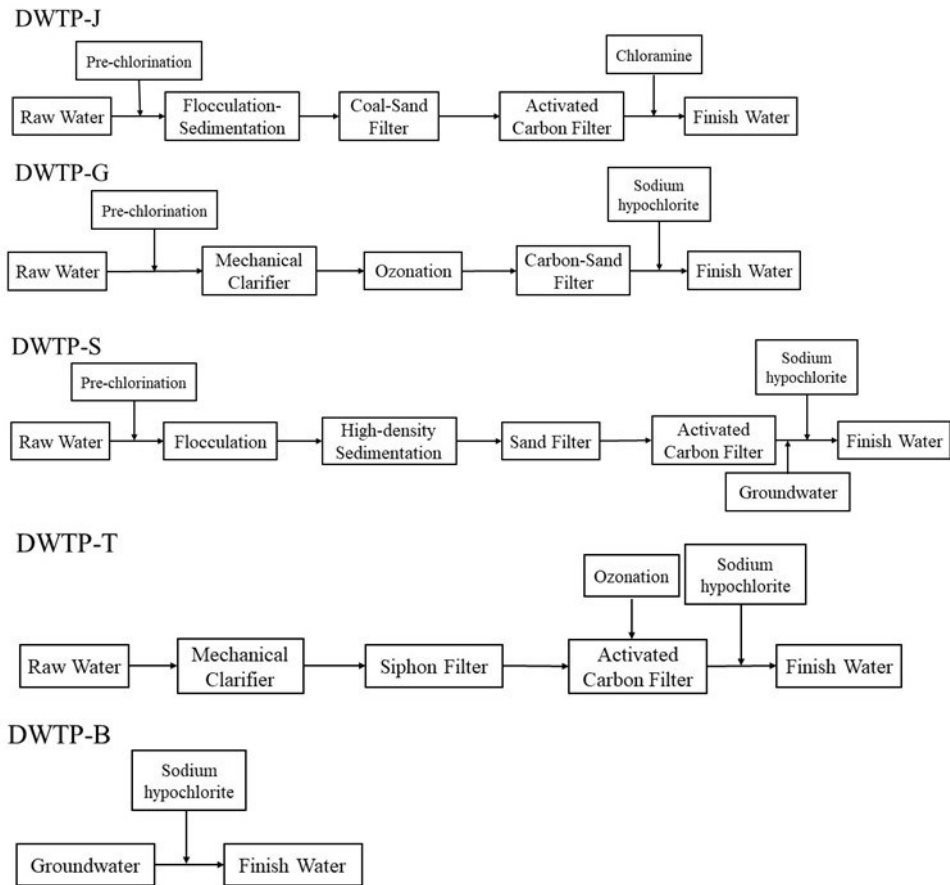 DWTP-J
Pre-chlorination
Chloramine
Raw Water
Flocculation-
Sedimentation
Coal-Sand
Filter
Activated
Carbon Filter
Finish Water
DWTP-G
Pre-chlorination
Sodium
hypochlorite
Raw Water
Mechanical
Clarifier
Ozonation
Carbon-Sand
Filter
Finish Water
DWTP-S
Pre-chlorination
Sodium
hypochlorite
Raw Water
Flocculation
High-density
Sedimentation
Sand Filter
Activated
Carbon Filter
Finish Water
Groundwater
DWTP-T
Ozonation
Sodium
hypochlorite
Raw Water
Mechanical
Clarifier
Siphon Filter
Activated
Carbon Filter
Finish Water
DWTP-B
Sodium
hypochlorite
Groundwater
Finish Water